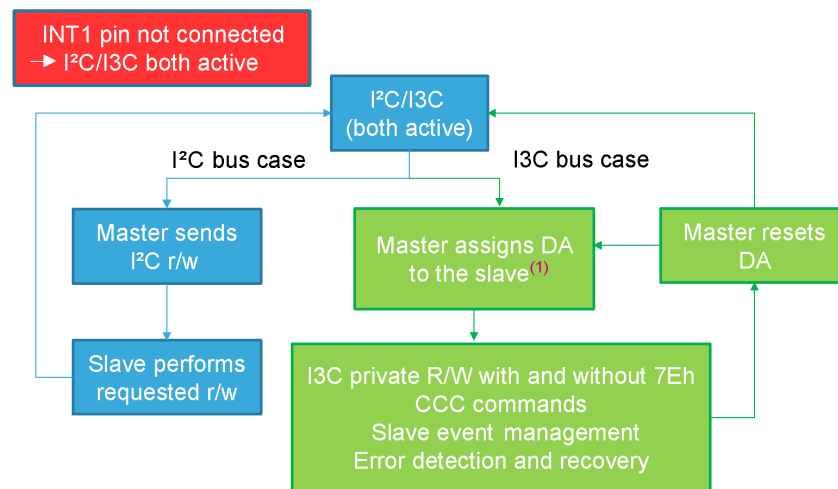 INT1 pin not connected
→ I²C/I3C both active
I²C/I3C
(both active)
I²C bus case
I3C bus case
Master sends
I²C r/w
Master assigns DA
to the slave(1)
Master resets
DA
Slave performs
requested r/w
I3C private R/W with and without 7Eh
CCC commands
Slave event management
Error detection and recovery